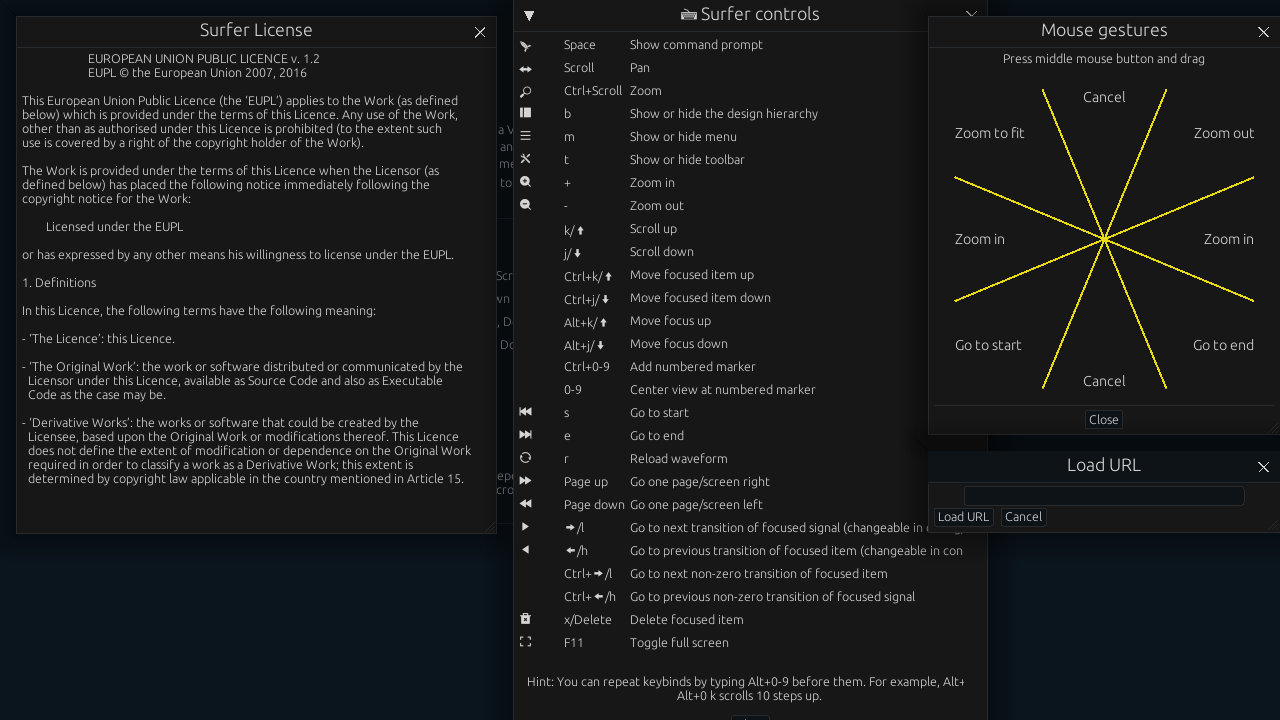 Surfer License
EUROPEAN UNION PUBLIC LICENCE v. 1.2
EUPL © the European Union 2007, 2016
This European Union Public Licence (the ‘EUPL’) applies to the Work (as defined
below) which is provided under the terms of this Licence. Any use of the Work,
other than as authorised under this Licence is prohibited (to the extent such
use is covered by a right of the copyright holder of the Work).
The Work is provided under the terms of this Licence when the Licensor (as
defined below) has placed the following notice immediately following the
copyright notice for the Work:
Licensed under the EUPL
or has expressed by any other means his willingness to license under the EUPL.
1. Definitions
In this Licence, the following terms have the following meaning:
- ‘The Licence’: this Licence.
- ‘The Original Work’: the work or software distributed or communicated by the
Licensor under this Licence, available as Source Code and also as Executable
Code as the case may be.
- ‘Derivative Works’: the works or software that could be created by the
Licensee, based upon the Original Work or modifications thereof. This Licence
does not define the extent of modification or dependence on the Original Work
required in order to classify a work as a Derivative Work; this extent is
determined by copyright law applicable in the country mentioned in Article 15.
Surfer controls
Space Show command prompt
Scroll Pan
Ctrl+Scroll Zoom
b Show or hide the design hierarchy
m Show or hide menu
t Show or hide toolbar
+ Zoom in
- Zoom out
k/⬆ Scroll up
j/⬇ Scroll down
Ctrl+k/⬆ Move focused item up
Ctrl+j/⬇ Move focused item down
Alt+k/⬆ Move focus up
Alt+j/⬇ Move focus down
Ctrl+0-9 Add numbered marker
0-9 Center view at numbered marker
s Go to start
e Go to end
r Reload waveform
Page up Go one page/screen right
Page down Go one page/screen left
➡/l Go to next transition of focused signal (changeable in
⬅/h Go to previous transition of focused item (changeable in con
Ctrl+➡/l Go to next non-zero transition of focused item
Ctrl+⬅/h Go to previous non-zero transition of focused signal
x/Delete Delete focused item
F11 Toggle full screen
Hint: You can repeat keybinds by typing Alt+0-9 before them. For example, Alt+
Alt+0 k scrolls 10 steps up.
Mouse gestures
Press middle mouse button and drag
Cancel
Zoom to fit Zoom out
Zoom in Zoom in
Go to start Go to end
Cancel
Close
Load URL
Load URL Cancel